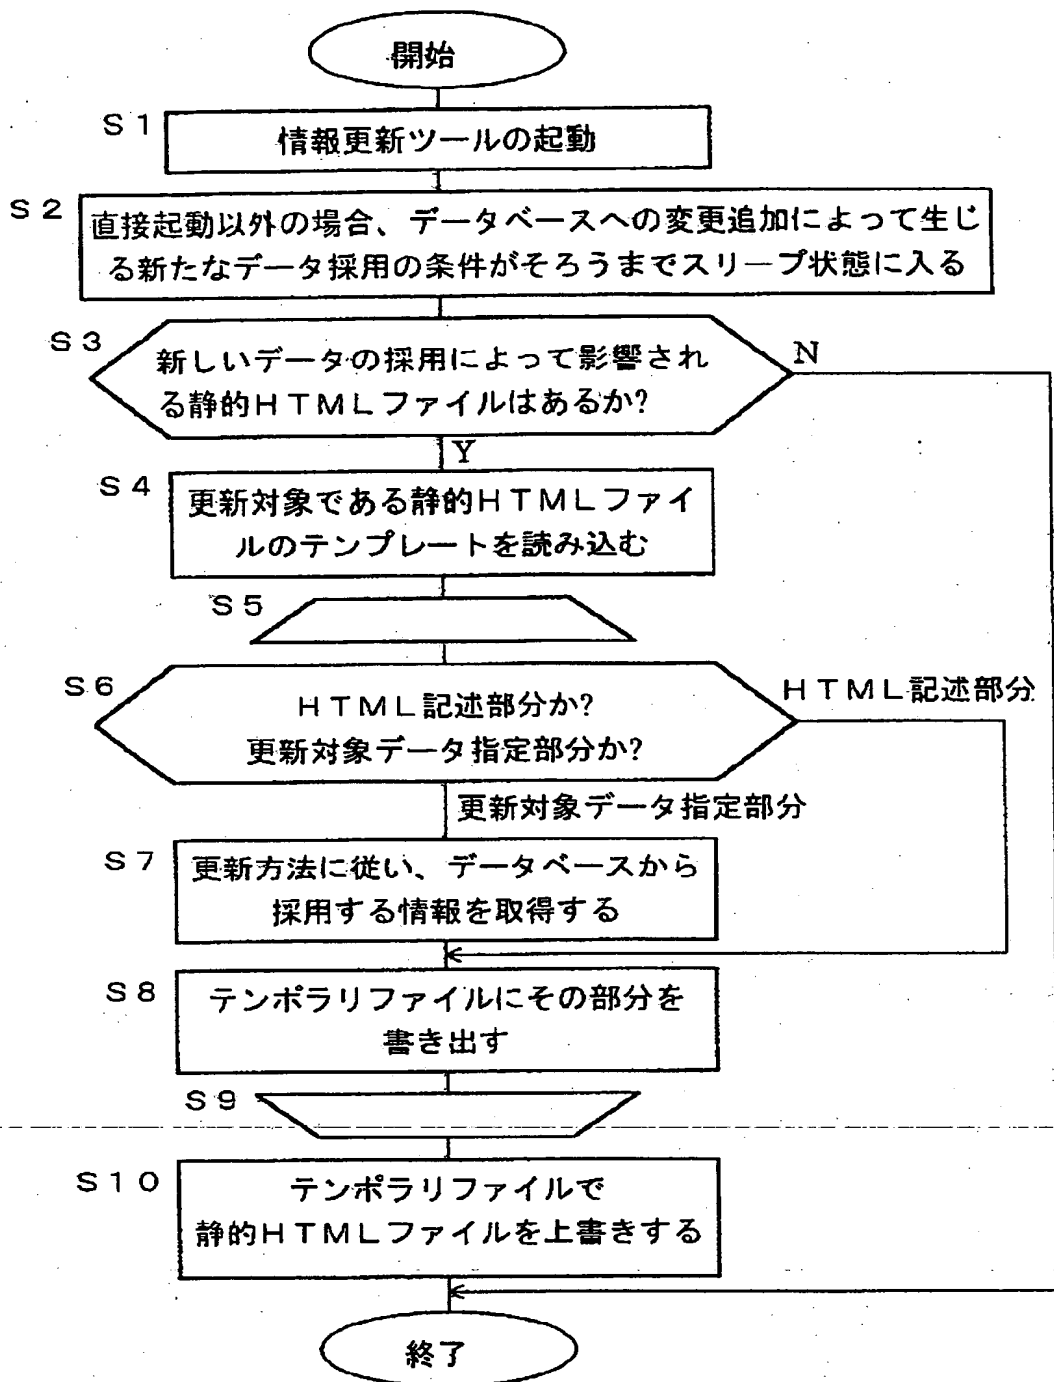 開始
S1
情報更新ツールの起動
S2
直接起動以外の場合、データベースへの変更追加によって生じ
る新たなデータ採用の条件がそろうまでスリープ状態に入る
S3
新しいデータの採用によって影響され
る静的HTMLファイルはあるか?
N
Y
S4
更新対象である静的HTMLファイ
ルのテンプレートを読み込む
S5
S6
HTML記述部分か?
更新対象データ指定部分か?
HTML記述部分
更新対象データ指定部分
S7
更新方法に従い、データベースから
採用する情報を取得する
S8
テンポラリファイルにその部分を
書き出す
S9
S10
テンポラリファイルで
静的HTMLファイルを上書きする
終了